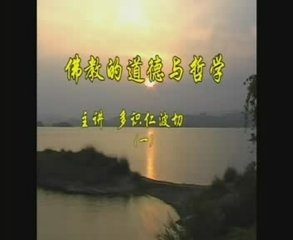 佛教的道德与哲学
主讲 多识仁波切
（一）